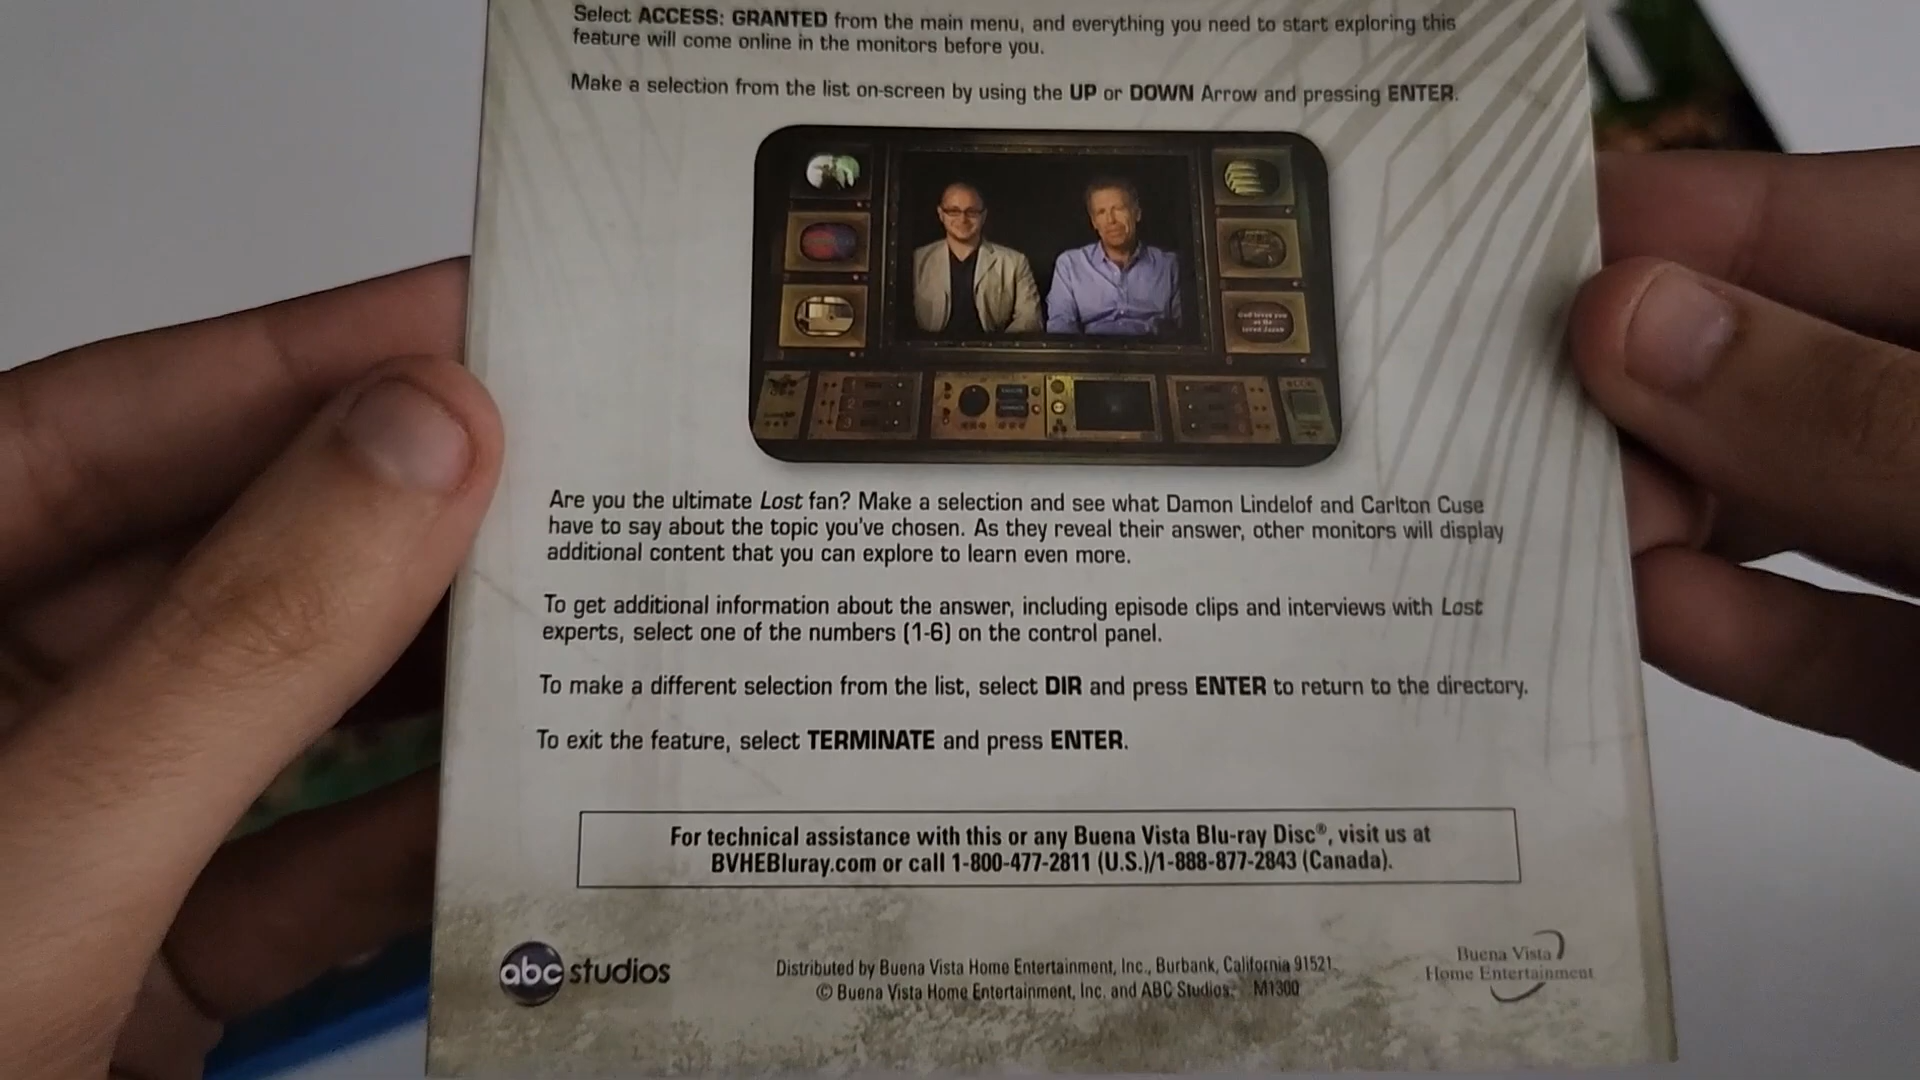 Select ACCESS: GRANTED from the main menu, and everything you need to start exploring this
feature will come online in the monitors before you.
Make a selection from the list on-screen by using the UP or DOWN Arrow and pressing ENTER.
God loves you
as He
loved Jacob
1
2
3
Are you the ultimate Lost fan? Make a selection and see what Damon Lindelof and Carlton Cuse
have to say about the topic you've chosen. As they reveal their answer, other monitors will display
additional content that you can explore to learn even more.
To get additional information about the answer, including episode clips and interviews with Lost
experts, select one of the numbers (1-6) on the control panel.
To make a different selection from the list, select DIR and press ENTER to return to the directory.
To exit the feature, select TERMINATE and press ENTER.
For technical assistance with this or any Buena Vista Blu-ray Disc®, visit us at
BVHEBluray.com or call 1-800-477-2811 (U.S.)/1-888-877-2843 (Canada).
abc studios
Distributed by Buena Vista Home Entertainment, Inc., Burbank, California 91521.
© Buena Vista Home Entertainment, Inc. and ABC Studios. M1300
Buena Vista
Home Entertainment